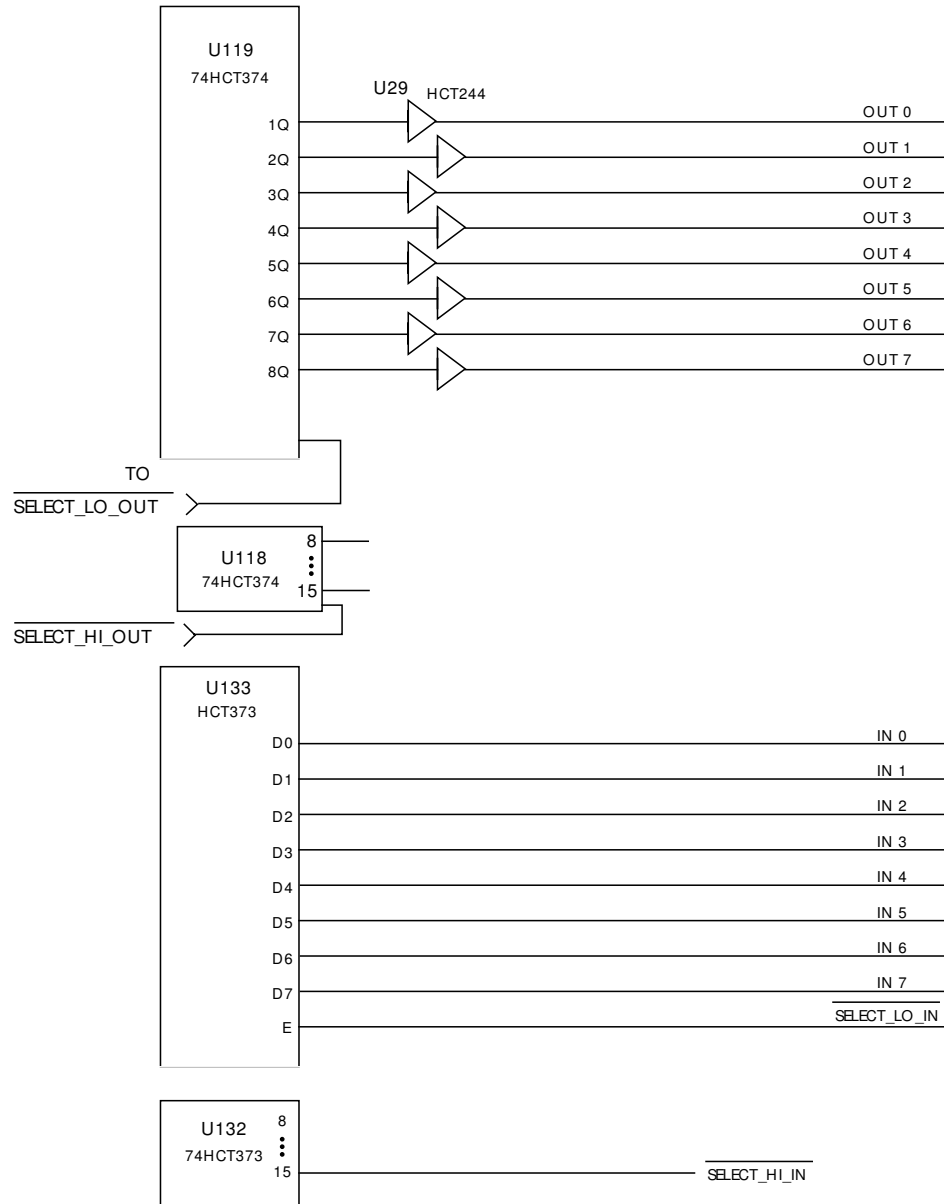 U119
74HCT374
U29 HCT244
1Q OUT 0
2Q OUT 1
3Q OUT 2
4Q OUT 3
5Q OUT 4
6Q OUT 5
7Q OUT 6
8Q OUT 7
TO
SELECT_LO_OUT
U118
74HCT374
8
15
SELECT_HI_OUT
U133
HCT373
D0 IN 0
D1 IN 1
D2 IN 2
D3 IN 3
D4 IN 4
D5 IN 5
D6 IN 6
D7 IN 7
E SELECT_LO_IN
U132
74HCT373
8
15
SELECT_HI_IN